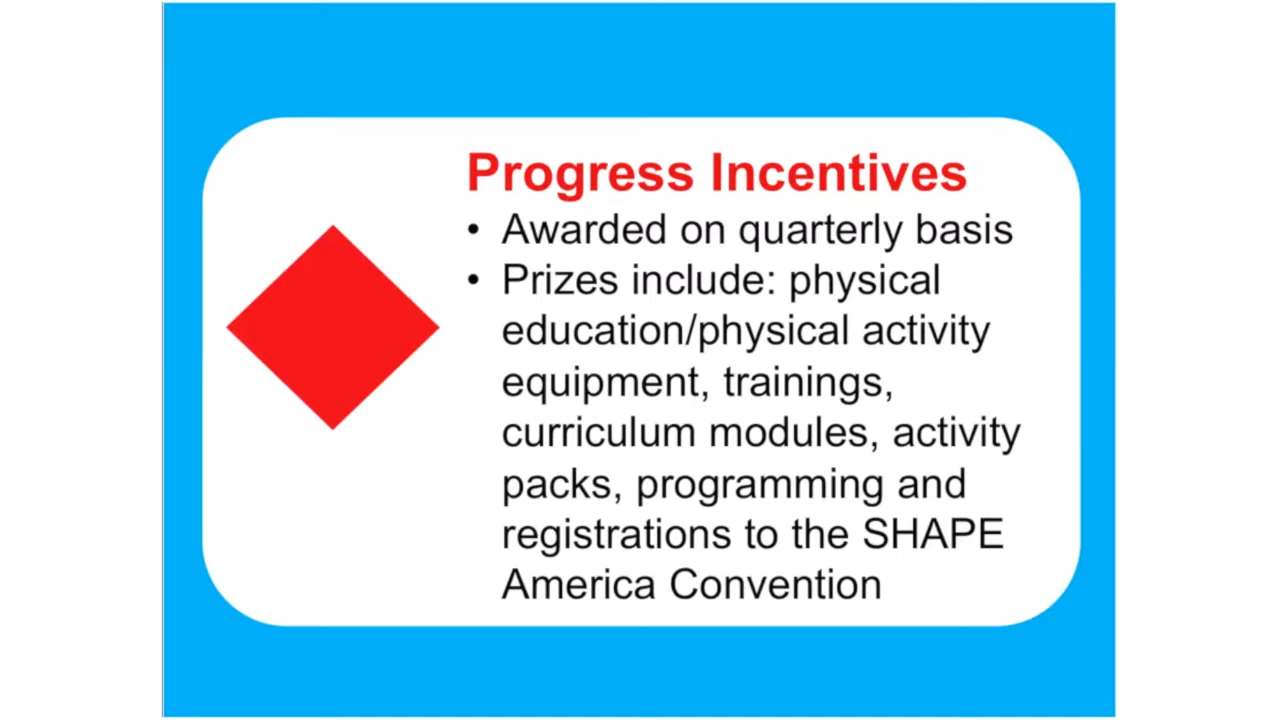 Progress Incentives
• Awarded on quarterly basis
• Prizes include: physical
education/physical activity
equipment, trainings,
curriculum modules, activity
packs, programming and
registrations to the SHAPE
America Convention